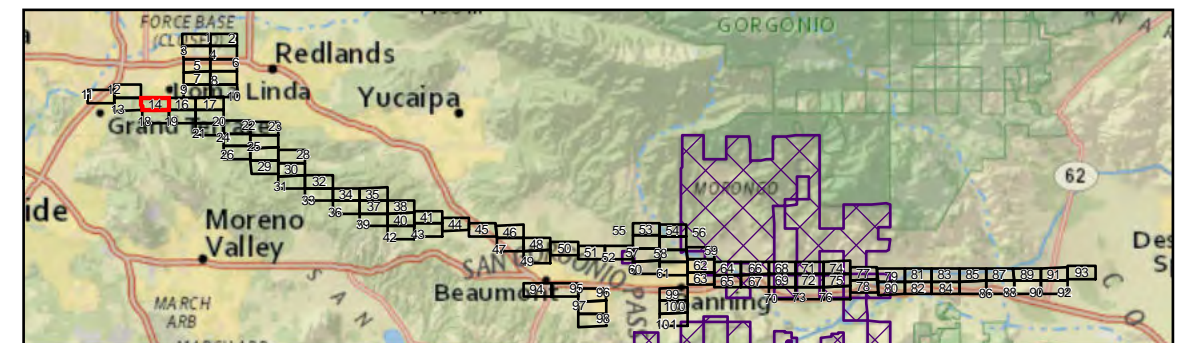 FORCE BASE
(CLOSED)
GORGONIO
Redlands
Loma Linda
Yucaipa
Grand Terrace
62
MORONGO
ide
Moreno
Valley
Des
S
SAN GORGONIO PASS
Beaumont
Banning
MARCH
ARB
S A N
C O
1 2 3 4 5 6 7 8 9 10
11 12 13 14 16 17 18 19 20
21 22 23 24 25 26 28 29 30
31 32 33 34 35 36 37 38 39 40
41 42 43 44 45 46 47 48 49 50
51 52 53 54 55 56 57 58 59 60
61 62 63 64 65 66 67 68 69 70
71 72 73 74 75 76 77 78 79 80
81 82 83 84 85 86 87 88 89 90
91 92 93 94 95 96 97 98 99 100
101